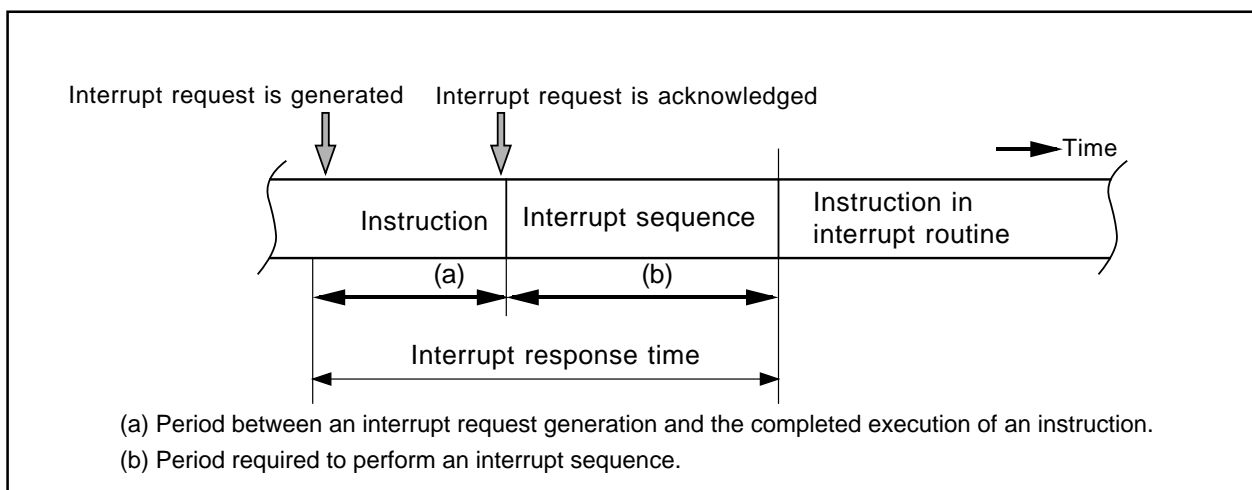 Interrupt request is generated
Interrupt request is acknowledged
Time
Instruction
Interrupt sequence
Instruction in
interrupt routine
(a)
(b)
Interrupt response time
(a) Period between an interrupt request generation and the completed execution of an instruction.
(b) Period required to perform an interrupt sequence.